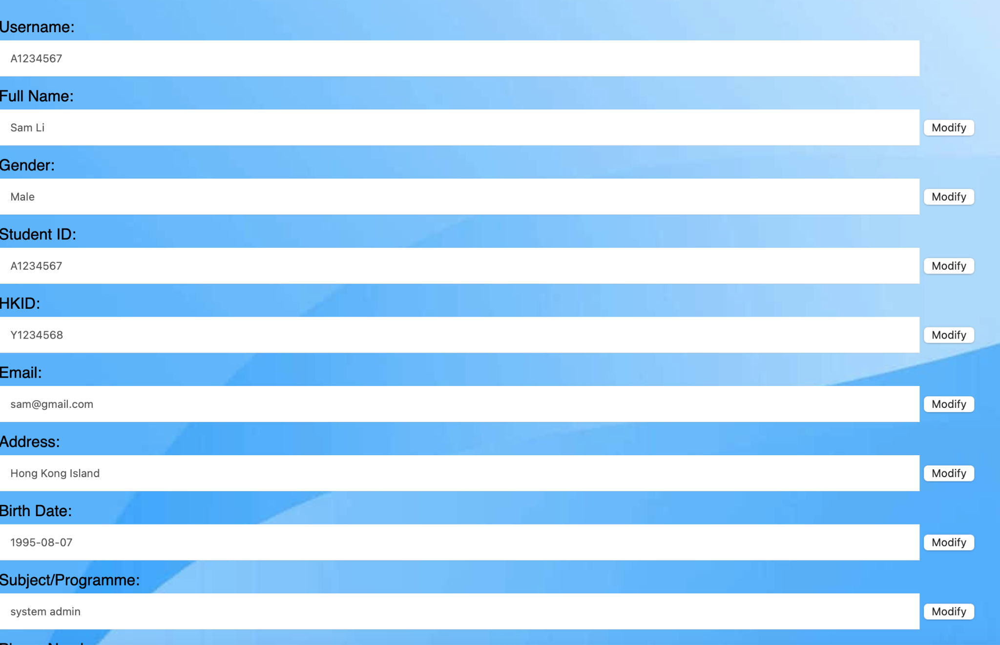 Username:
A1234567
Full Name:
Sam Li
Modify
Gender:
Male
Modify
Student ID:
A1234567
Modify
HKID:
Y1234568
Modify
Email:
sam@gmail.com
Modify
Address:
Hong Kong Island
Modify
Birth Date:
1995-08-07
Modify
Subject/Programme:
system admin
Modify